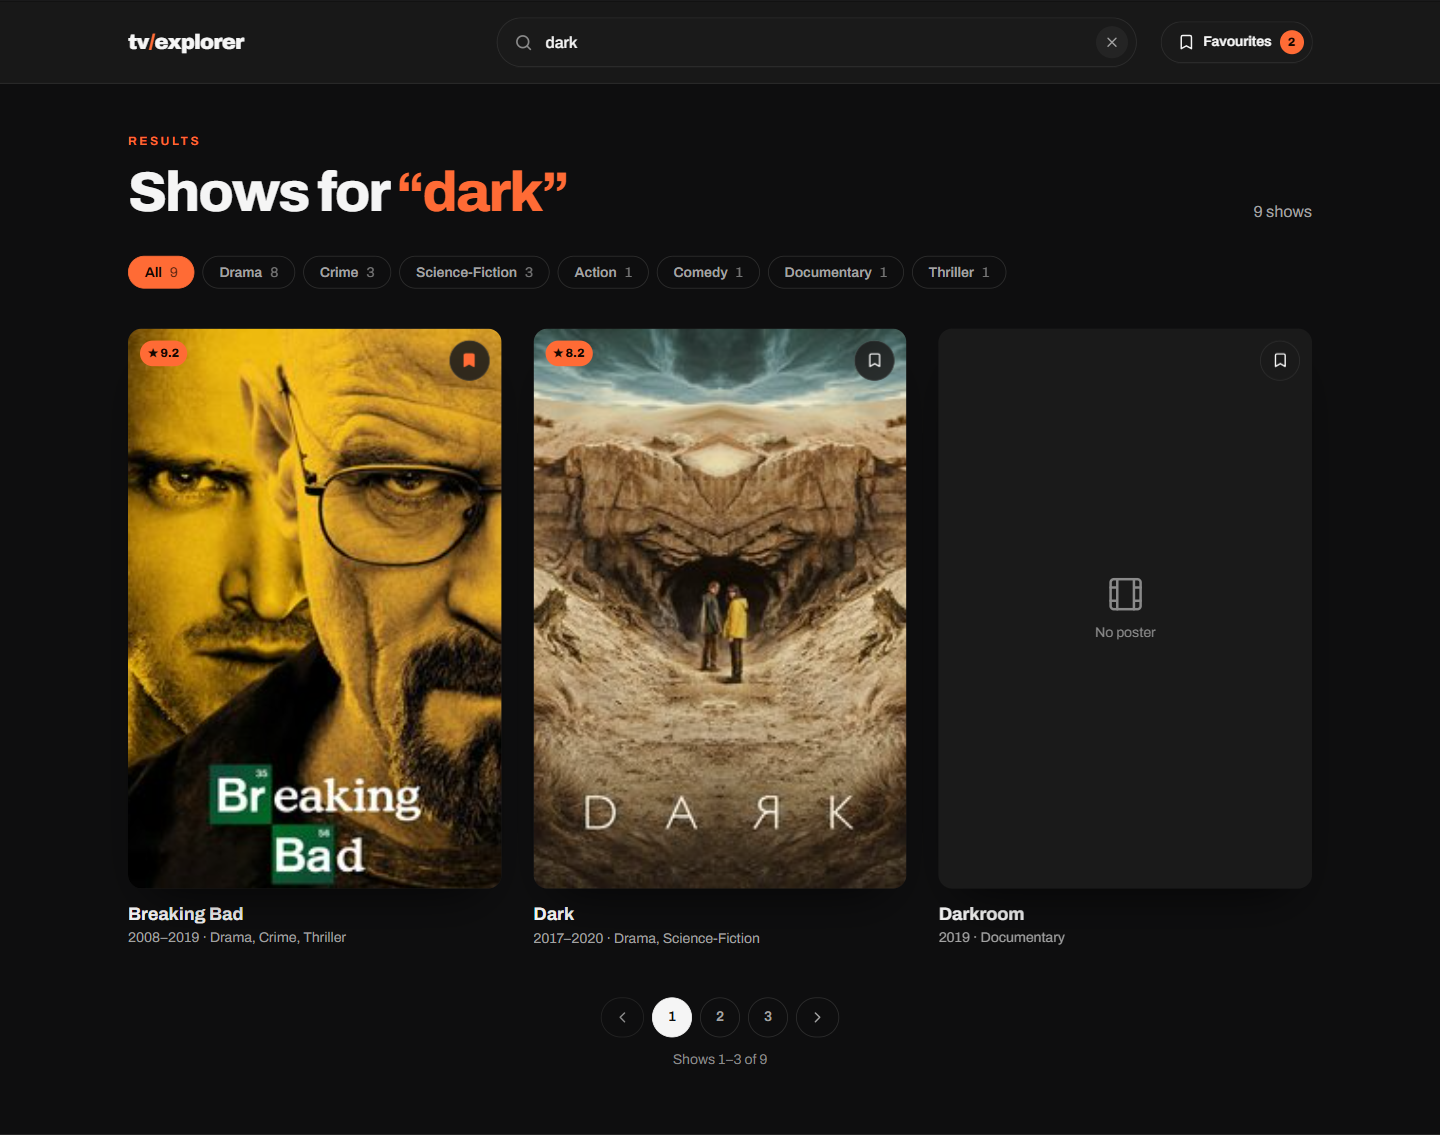 tv/explorer
dark
Favourites 2
RESULTS
Shows for “dark”
9 shows
All 9
Drama 8
Crime 3
Science-Fiction 3
Action 1
Comedy 1
Documentary 1
Thriller 1
★ 9.2
35
Breaking
56
Bad
Breaking Bad
2008–2019 · Drama, Crime, Thriller
★ 8.2
D A Я K
Dark
2017–2020 · Drama, Science-Fiction
No poster
Darkroom
2019 · Documentary
1
2
3
Shows 1–3 of 9